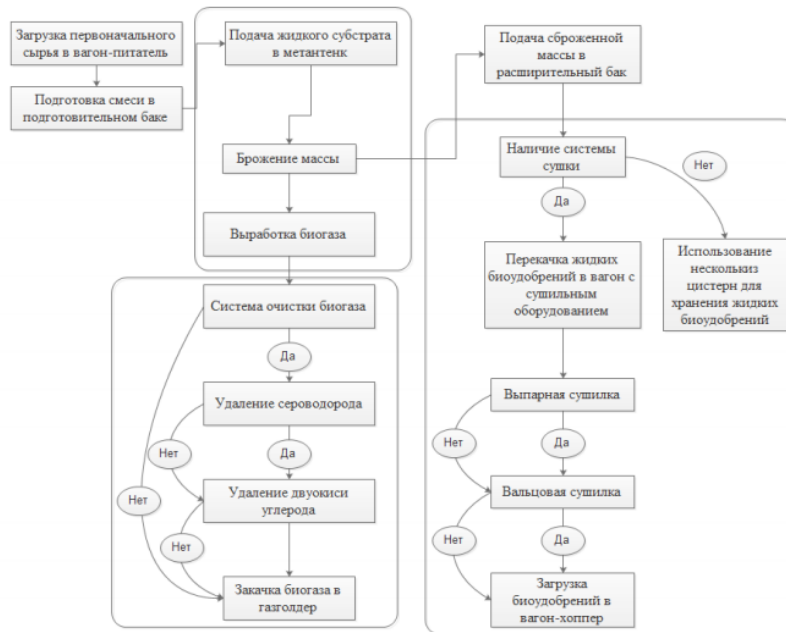 Загрузка первоначального
сырья в вагон-питатель
Подготовка смеси в
подготовительном баке
Подача жидкого субстрата
в метантенк
Брожение массы
Выработка биогаза
Система очистки биогаза
Да
Удаление сероводорода
Нет
Да
Нет
Удаление двуокиси
углерода
Нет
Закачка биогаза в
газголдер
Подача сброженной
массы в
расширительный бак
Наличие системы
сушки
Нет
Да
Перекачка жидких
биоудобрений в вагон с
сушильным
оборудованием
Использование
несколькиз
цистерн для
хранения жидких
биоудобрений
Выпарная сушилка
Нет
Да
Вальцовая сушилка
Нет
Да
Загрузка
биоудобрений в
вагон-хоппер